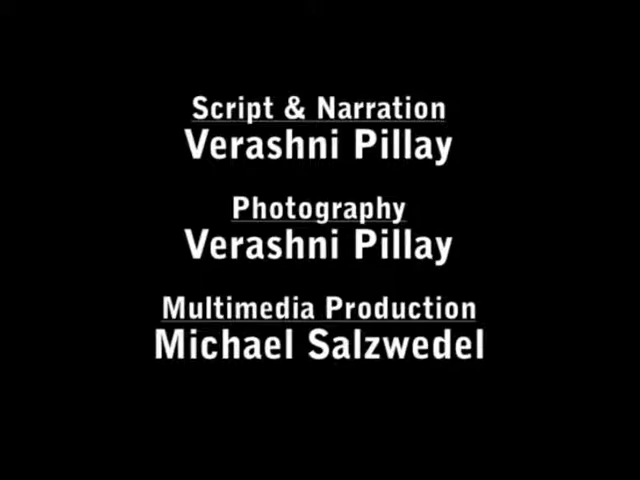 Script & Narration
Verashni Pillay
Photography
Verashni Pillay
Multimedia Production
Michael Salzwedel